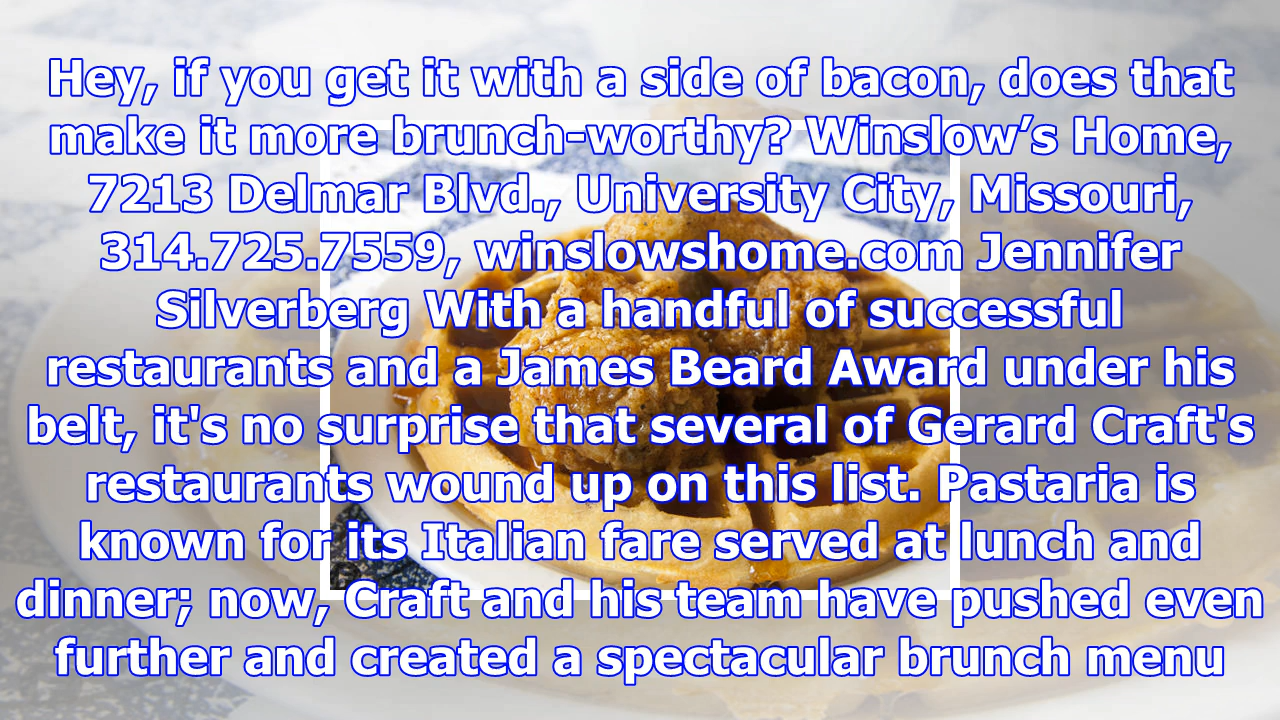 Hey, if you get it with a side of bacon, does that
make it more brunch-worthy? Winslow’s Home,
7213 Delmar Blvd., University City, Missouri,
314.725.7559, winslowshome.com Jennifer
Silverberg With a handful of successful
restaurants and a James Beard Award under his
belt, it's no surprise that several of Gerard Craft's
restaurants wound up on this list. Pastaria is
known for its Italian fare served at lunch and
dinner; now, Craft and his team have pushed even
further and created a spectacular brunch menu